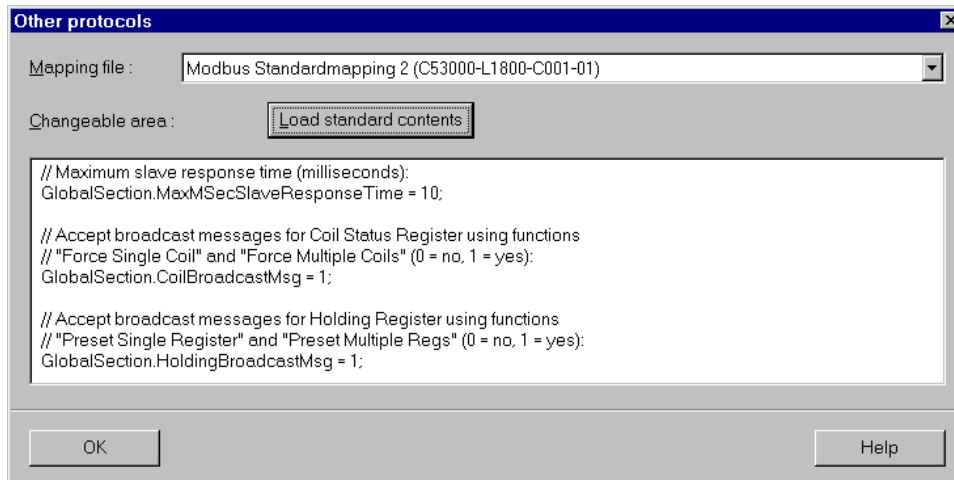 Other protocols
Mapping file : Modbus Standardmapping 2 (C53000-L1800-C001-01)
Changeable area : Load standard contents
// Maximum slave response time (milliseconds):
GlobalSection.MaxMSecSlaveResponseTime = 10;
// Accept broadcast messages for Coil Status Register using functions
// "Force Single Coil" and "Force Multiple Coils" (0 = no, 1 = yes):
GlobalSection.CoilBroadcastMsg = 1;
// Accept broadcast messages for Holding Register using functions
// "Preset Single Register" and "Preset Multiple Regs" (0 = no, 1 = yes):
GlobalSection.HoldingBroadcastMsg = 1;
OK Help